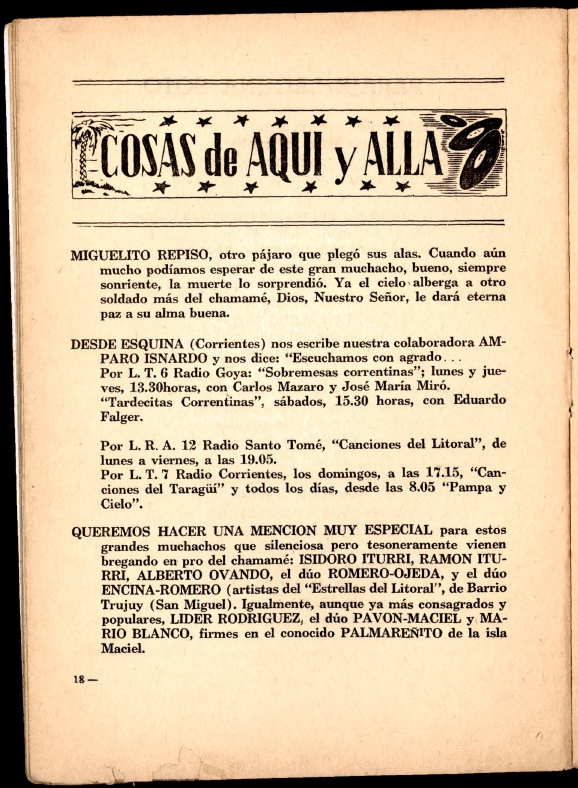 COSAS de AQUI y ALLA
MIGUELITO REPISO, otro pájaro que plegó sus alas. Cuando aún
mucho podíamos esperar de este gran muchacho, bueno, siempre
sonriente, la muerte lo sorprendió. Ya el cielo alberga a otro
soldado más del chamamé, Dios, Nuestro Señor, le dará eterna
paz a su alma buena.
DESDE ESQUINA (Corrientes) nos escribe nuestra colaboradora AM-
PARO ISNARDO y nos dice: "Escuchamos con agrado...
Por L. T. 6 Radio Goya: "Sobremesas correntinas"; lunes y jue-
ves, 13.30horas, con Carlos Mazaro y José María Miró.
"Tardecitas Correntinas", sábados, 15.30 horas, con Eduardo
Falger.
Por L. R. A. 12 Radio Santo Tomé, "Canciones del Litoral", de
lunes a viernes, a las 19.05.
Por L. T. 7 Radio Corrientes, los domingos, a las 17.15, "Can-
ciones del Taragüí" y todos los días, desde las 8.05 "Pampa y
Cielo".
QUEREMOS HACER UNA MENCION MUY ESPECIAL para estos
grandes muchachos que silenciosa pero tesoneramente vienen
bregando en pro del chamamé: ISIDORO ITURRI, RAMON ITU-
RRI, ALBERTO OVANDO, el dúo ROMERO-OJEDA, y el dúo
ENCINA-ROMERO (artistas del "Estrellas del Litoral", de Barrio
Trujuy (San Miguel). Igualmente, aunque ya más consagrados y
populares, LIDER RODRIGUEZ, el dúo PAVON-MACIEL y MA-
RIO BLANCO, firmes en el conocido PALMAREÑITO de la isla
Maciel.
18 —